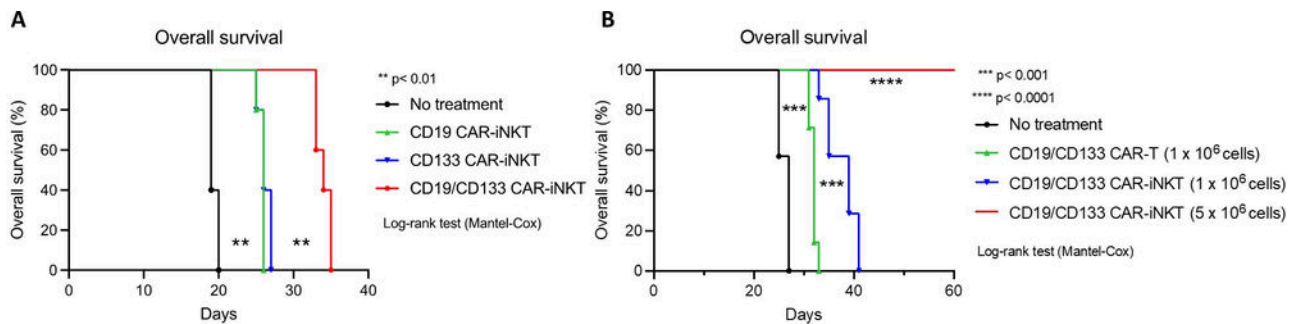 A
Overall survival
Overall survival (%)
100
80
60
40
20
0
0
10
20
30
40
Days
**
**
** p< 0.01
No treatment
CD19 CAR-iNKT
CD133 CAR-iNKT
CD19/CD133 CAR-iNKT
Log-rank test (Mantel-Cox)
B
Overall survival
Overall survival (%)
100
80
60
40
20
0
0
20
40
60
Days
***
***
****
*** p< 0.001
**** p< 0.0001
No treatment
CD19/CD133 CAR-T (1 x 10⁶ cells)
CD19/CD133 CAR-iNKT (1 x 10⁶ cells)
CD19/CD133 CAR-iNKT (5 x 10⁶ cells)
Log-rank test (Mantel-Cox)